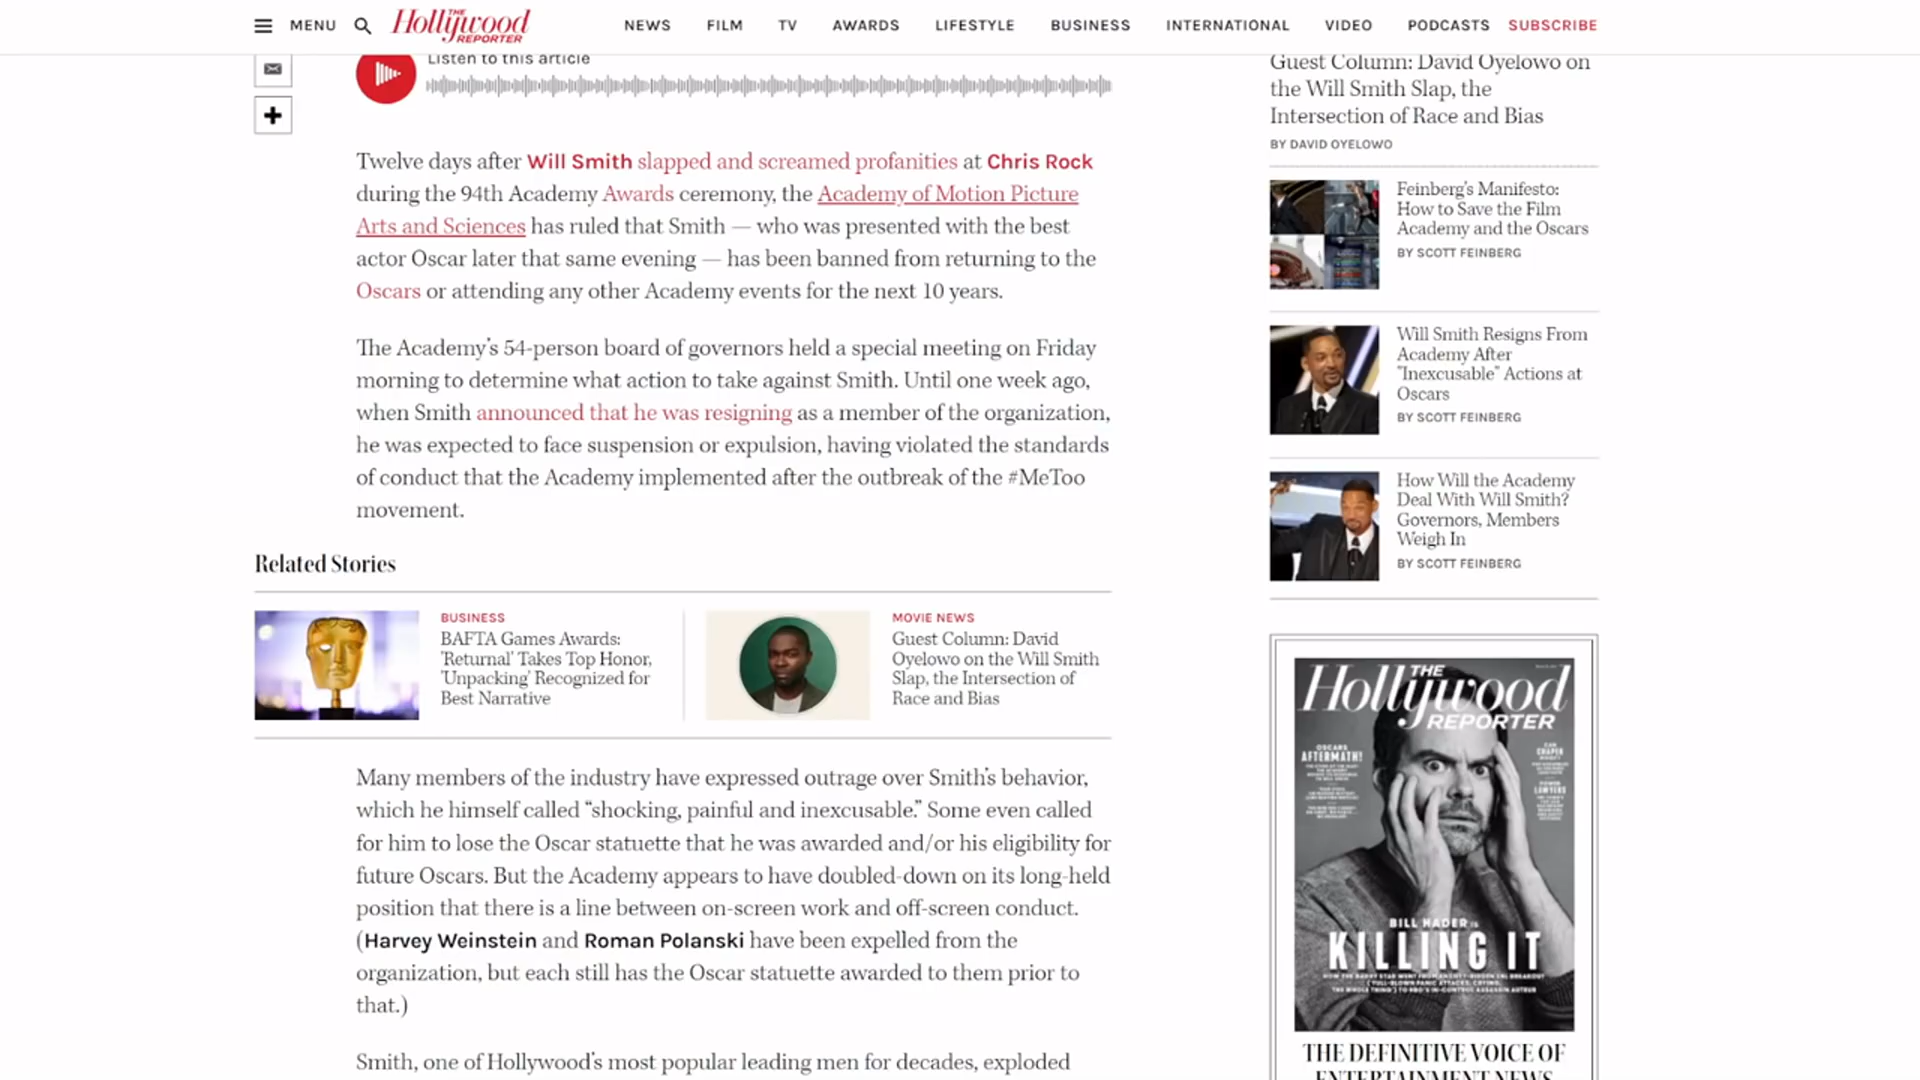 MENU
THE
Hollywood
REPORTER
NEWS FILM TV AWARDS LIFESTYLE BUSINESS INTERNATIONAL VIDEO PODCASTS SUBSCRIBE
Listen to this article
Twelve days after Will Smith slapped and screamed profanities at Chris Rock
during the 94th Academy Awards ceremony, the Academy of Motion Picture
Arts and Sciences has ruled that Smith — who was presented with the best
actor Oscar later that same evening — has been banned from returning to the
Oscars or attending any other Academy events for the next 10 years.
The Academy's 54-person board of governors held a special meeting on Friday
morning to determine what action to take against Smith. Until one week ago,
when Smith announced that he was resigning as a member of the organization,
he was expected to face suspension or expulsion, having violated the standards
of conduct that the Academy implemented after the outbreak of the #MeToo
movement.
Related Stories
BUSINESS
BAFTA Games Awards:
'Returnal' Takes Top Honor,
'Unpacking' Recognized for
Best Narrative
MOVIE NEWS
Guest Column: David
Oyelowo on the Will Smith
Slap, the Intersection of
Race and Bias
Many members of the industry have expressed outrage over Smith's behavior,
which he himself called “shocking, painful and inexcusable.” Some even called
for him to lose the Oscar statuette that he was awarded and/or his eligibility for
future Oscars. But the Academy appears to have doubled-down on its long-held
position that there is a line between on-screen work and off-screen conduct.
(Harvey Weinstein and Roman Polanski have been expelled from the
organization, but each still has the Oscar statuette awarded to them prior to
that.)
Smith, one of Hollywood's most popular leading men for decades, exploded
Guest Column: David Oyelowo on
the Will Smith Slap, the
Intersection of Race and Bias
BY DAVID OYELOWO
Feinberg's Manifesto:
How to Save the Film
Academy and the Oscars
BY SCOTT FEINBERG
Will Smith Resigns From
Academy After
"Inexcusable" Actions at
Oscars
BY SCOTT FEINBERG
How Will the Academy
Deal With Will Smith?
Governors, Members
Weigh In
BY SCOTT FEINBERG
THE
Hollywood
REPORTER
OSCARS
AFTERMATH!
POWER
LAWYERS
BILL HADER IS
KILLING IT
THE DEFINITIVE VOICE OF
ENTERTAINMENT NEWS